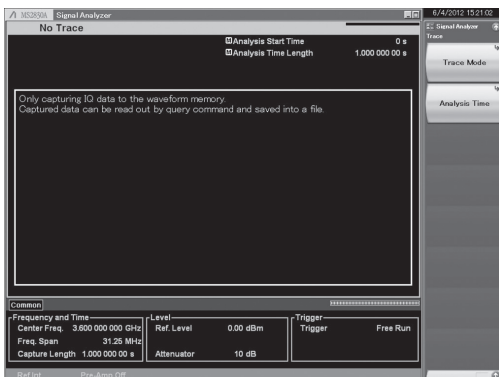 MS2830A Signal Analyzer
6/4/2012 15:21:02
No Trace
Signal Analyzer
Trace
Analysis Start Time 0 s
Analysis Time Length 1.000 000 00 s
Trace Mode
Analysis Time
Only capturing IQ data to the waveform memory.
Captured data can be read out by query command and saved into a file.
Common
Frequency and Time
Center Freq. 3.600 000 000 GHz
Freq. Span 31.25 MHz
Capture Length 1.000 000 00 s
Level
Ref. Level 0.00 dBm
Attenuator 10 dB
Trigger
Trigger Free Run
Ref.Int Pre-Amp Off